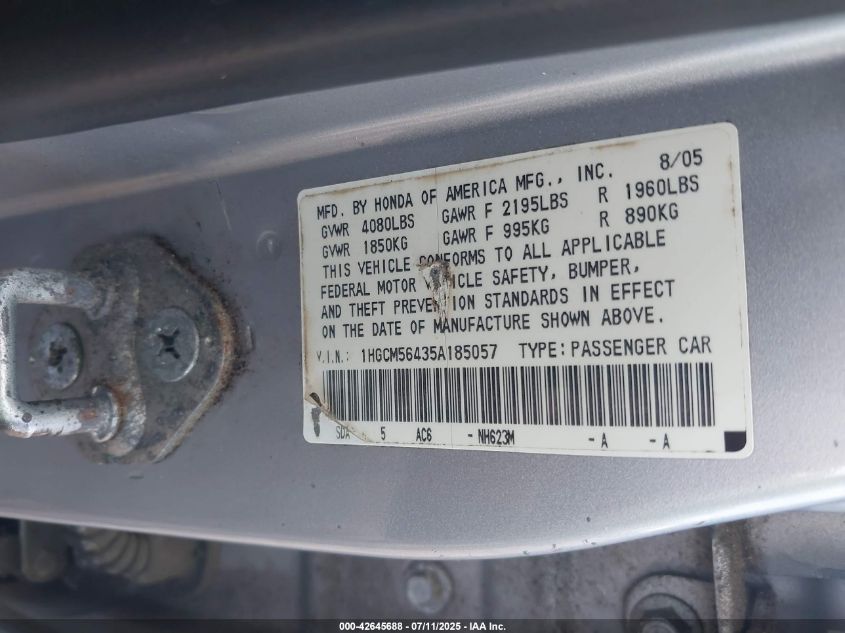 MFD. BY HONDA OF AMERICA MFG., INC. 8/05
GVWR 4080LBS GAWR F 2195LBS R 1960LBS
GVWR 1850KG GAWR F 995KG R 890KG
THIS VEHICLE CONFORMS TO ALL APPLICABLE
FEDERAL MOTOR VEHICLE SAFETY, BUMPER,
AND THEFT PREVENTION STANDARDS IN EFFECT
ON THE DATE OF MANUFACTURE SHOWN ABOVE.
V.I.N.: 1HGCM56435A185057 TYPE:PASSENGER CAR
SDA 5 AC6 - NH623M - A - A
000-42645688 - 07/11/2025 - IAA Inc.